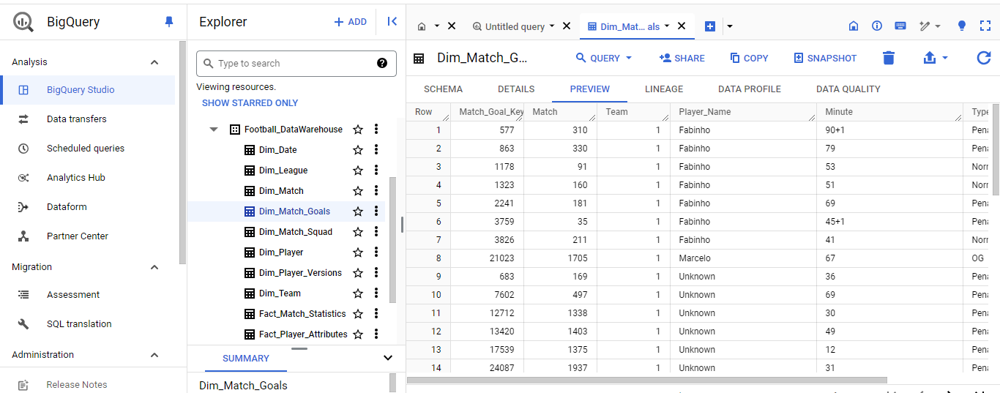 BigQuery
Analysis
BigQuery Studio
Data transfers
Scheduled queries
Analytics Hub
Dataform
Partner Center
Migration
Assessment
SQL translation
Administration
Release Notes
Explorer
+ ADD
Type to search
Viewing resources.
SHOW STARRED ONLY
Football_DataWarehouse
Dim_Date
Dim_League
Dim_Match
Dim_Match_Goals
Dim_Match_Squad
Dim_Player
Dim_Player_Versions
Dim_Team
Fact_Match_Statistics
Fact_Player_Attributes
SUMMARY
Dim_Match_Goals
Untitled query
Dim_Mat... als
Dim_Match_G...
QUERY
SHARE
COPY
SNAPSHOT
SCHEMA DETAILS PREVIEW LINEAGE DATA PROFILE DATA QUALITY
Row Match_Goal_Key Match Team Player_Name Minute Type
1 577 310 1 Fabinho 90+1 Pena
2 863 330 1 Fabinho 79 Pena
3 1178 91 1 Fabinho 53 Norr
4 1323 160 1 Fabinho 51 Norr
5 2241 181 1 Fabinho 69 Pena
6 3759 35 1 Fabinho 45+1 Pena
7 3826 211 1 Fabinho 41 Norr
8 21023 1705 1 Marcelo 67 OG
9 683 169 1 Unknown 36 Pena
10 7602 497 1 Unknown 69 Pena
11 12712 1338 1 Unknown 30 Pena
12 13420 1403 1 Unknown 49 Pena
13 17539 1375 1 Unknown 12 Pena
14 24087 1937 1 Unknown 31 Pena